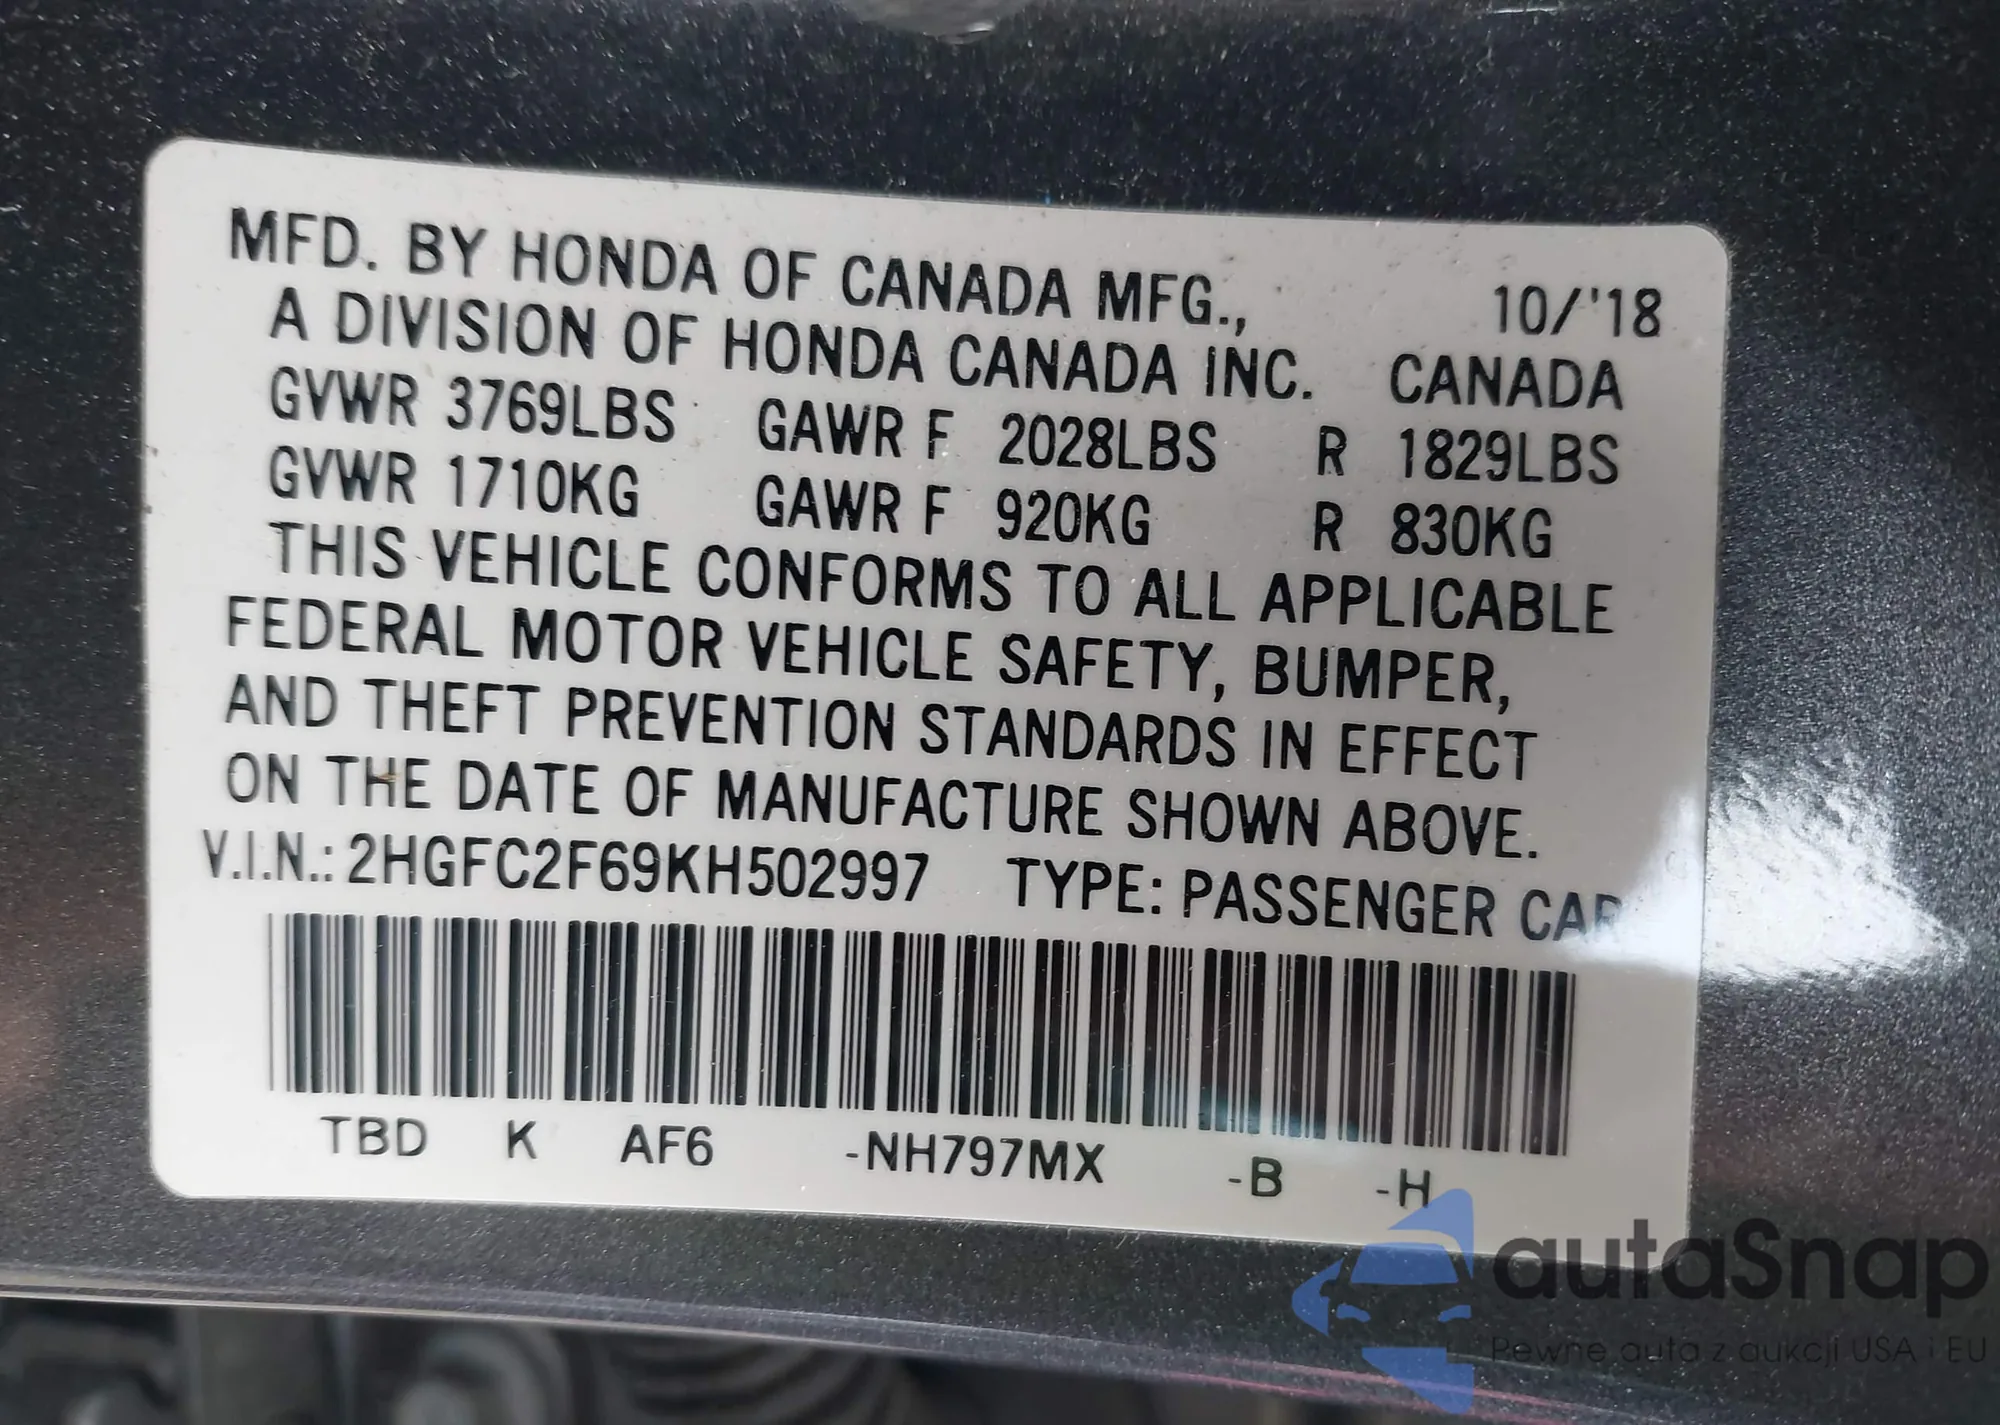 MFD. BY HONDA OF CANADA MFG., 10/'18
A DIVISION OF HONDA CANADA INC. CANADA
GVWR 3769LBS GAWR F 2028LBS R 1829LBS
GVWR 1710KG GAWR F 920KG R 830KG
THIS VEHICLE CONFORMS TO ALL APPLICABLE
FEDERAL MOTOR VEHICLE SAFETY, BUMPER,
AND THEFT PREVENTION STANDARDS IN EFFECT
ON THE DATE OF MANUFACTURE SHOWN ABOVE.
V.I.N.: 2HGFC2F69KH502997 TYPE: PASSENGER CAR
TBD K AF6 -NH797MX -B -H
autaSnap
Pewne auta z aukcji USA i EU